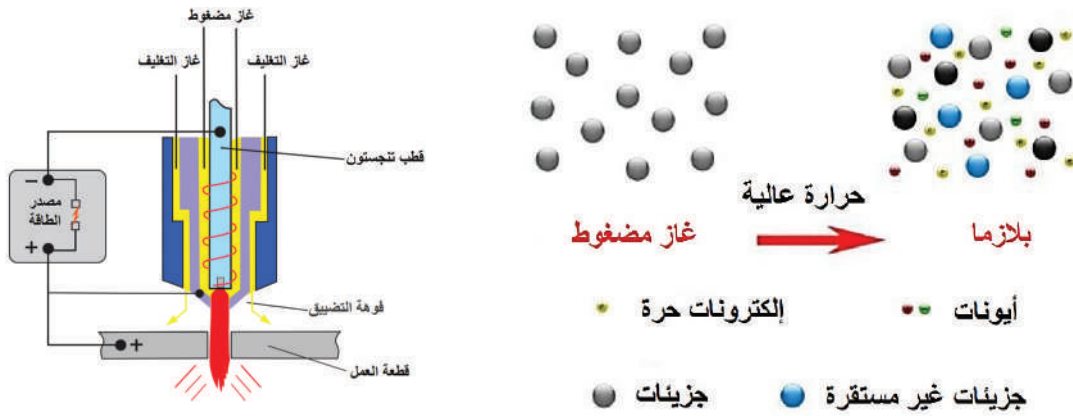 غاز مضغوط
غاز التغليف
غاز التغليف
قطب تنجستون
−
مصدر
الطاقة
+
فوهة التضييق
+
قطعة العمل
حرارة عالية
غاز مضغوط
بلازما
إلكترونات حرة
أيونات
جزيئات
جزيئات غير مستقرة